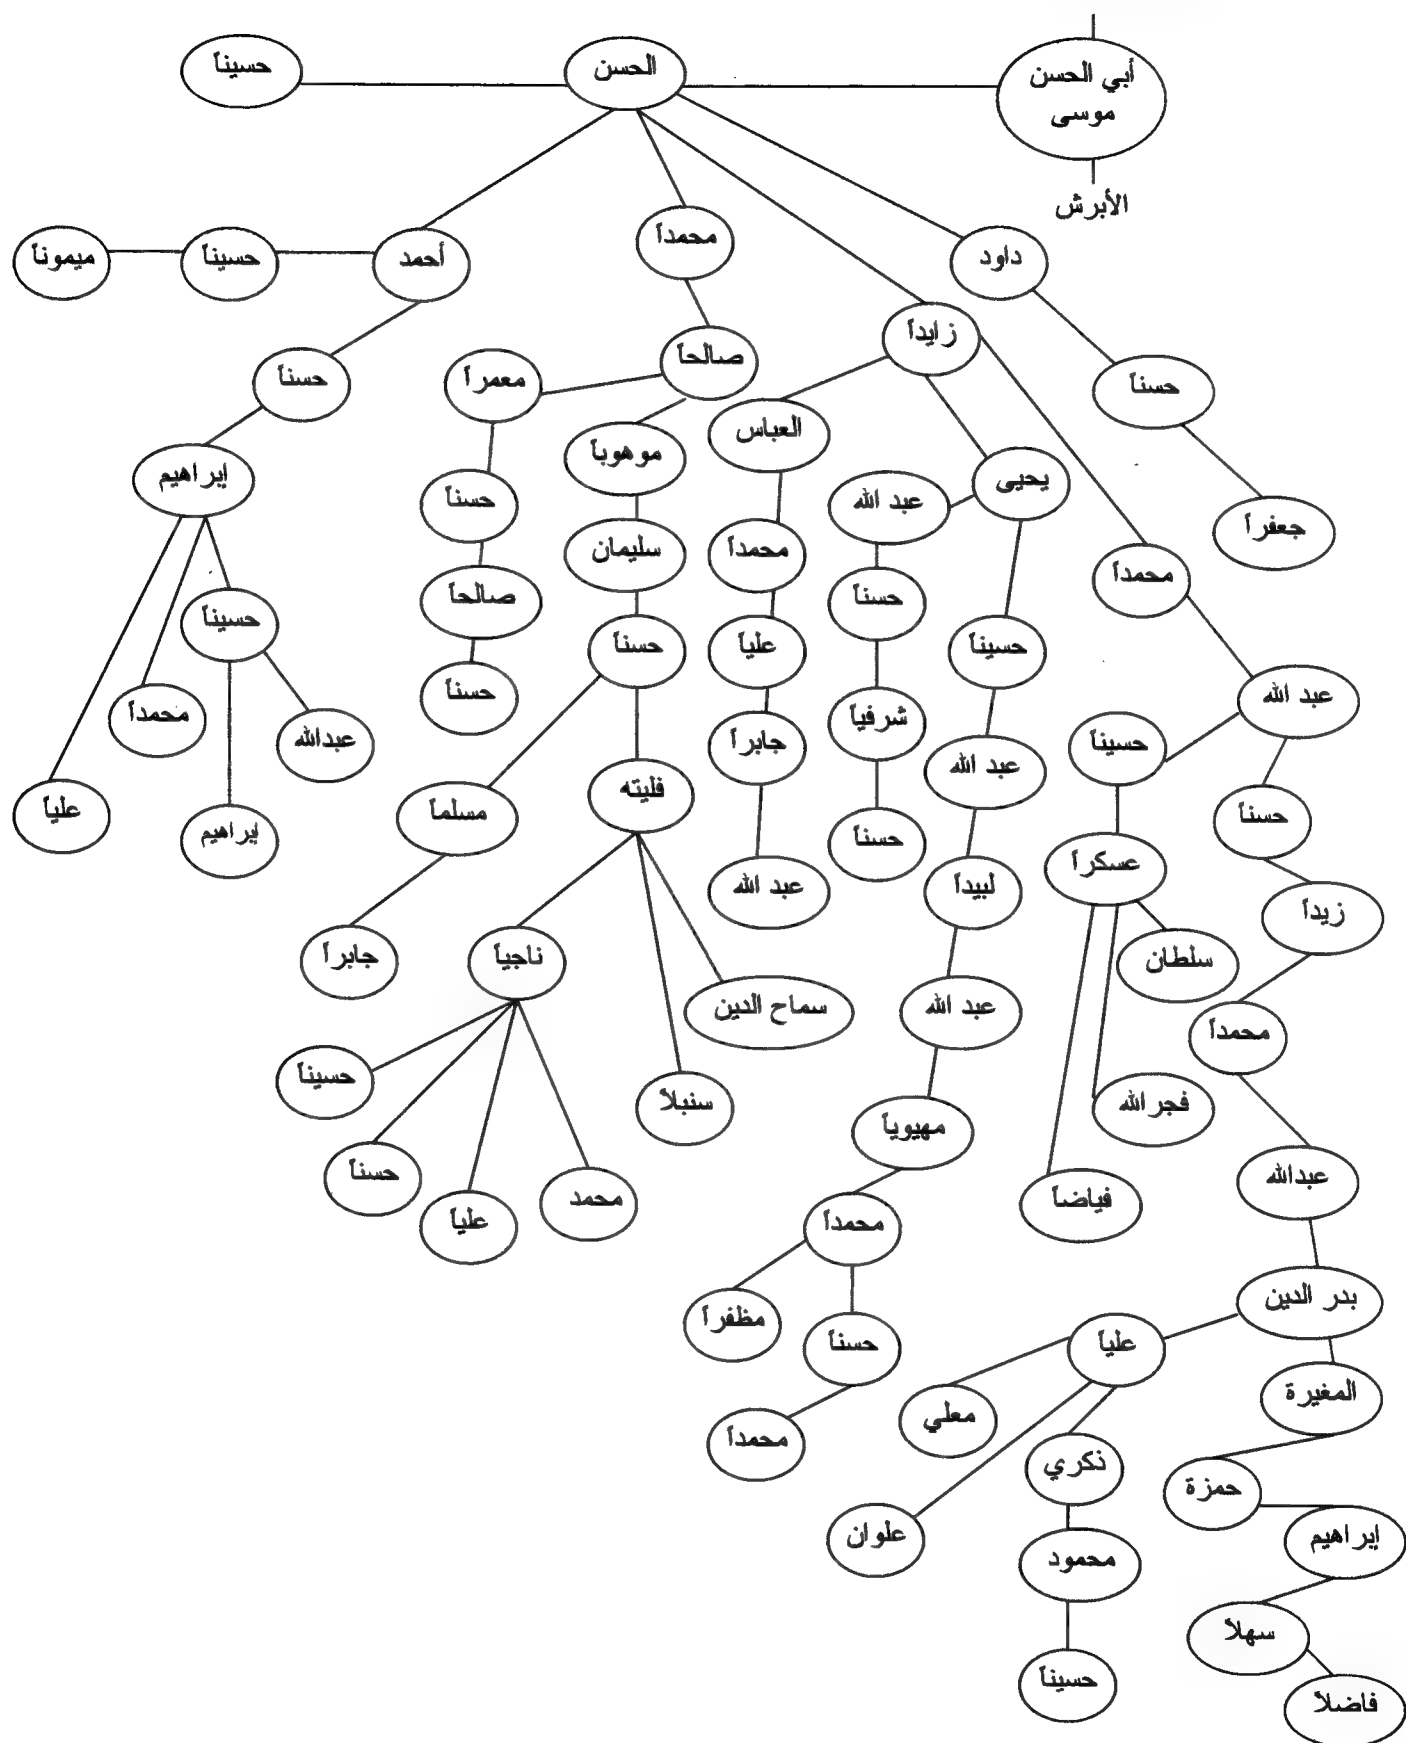 أبي الحسن
موسى
الأبرش
الحسن
حسيناً
داود
محمداً
أحمد
حسيناً
ميموناً
زايداً
صالحاً
معمراً
حسناً
حسناً
العباس
يحيى
عبد الله
موهوباً
حسناً
إبراهيم
جعفراً
محمداً
محمداً
سليمان
حسناً
صالحاً
حسيناً
حسيناً
علياً
حسناً
حسناً
عبد الله
حسيناً
عبد الله
شرفياً
جابراً
فليته
مسلماً
محمداً
عبدالله
علياً
إبراهيم
حسناً
عسكراً
لبيداً
حسناً
عبد الله
زيداً
سلطان
عبد الله
سماح الدين
ناجياً
جابراً
محمداً
فجر الله
مهيوياً
سنبلاً
حسيناً
حسناً
علياً
محمد
عبدالله
فياضاً
محمداً
بدر الدين
علياً
حسناً
مظفراً
المغيرة
معلي
محمداً
حمزة
ذكري
علوان
إبراهيم
محمود
سهلاً
حسيناً
فاضلاً